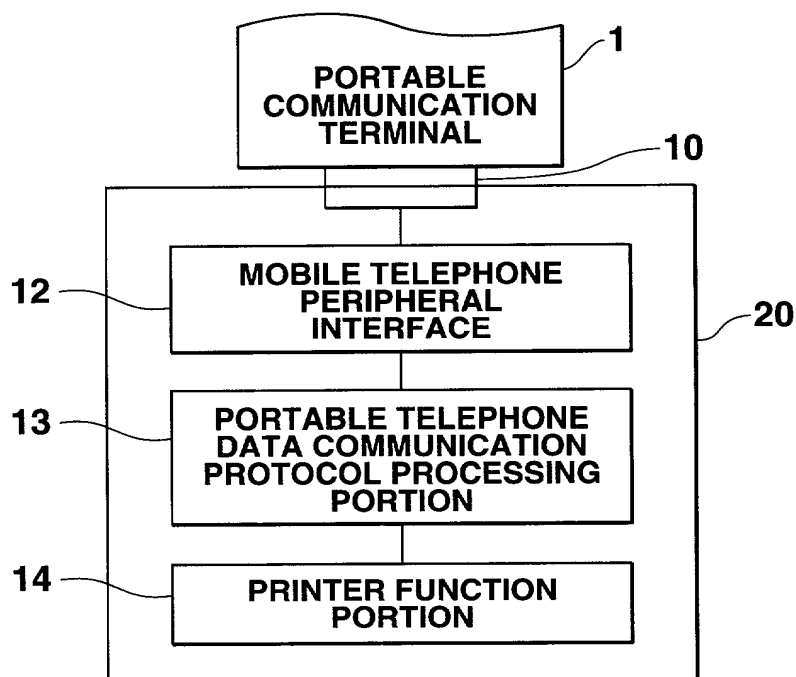 1
PORTABLE
COMMUNICATION
TERMINAL
10
12
MOBILE TELEPHONE
PERIPHERAL
INTERFACE
20
13
PORTABLE TELEPHONE
DATA COMMUNICATION
PROTOCOL PROCESSING
PORTION
14
PRINTER FUNCTION
PORTION